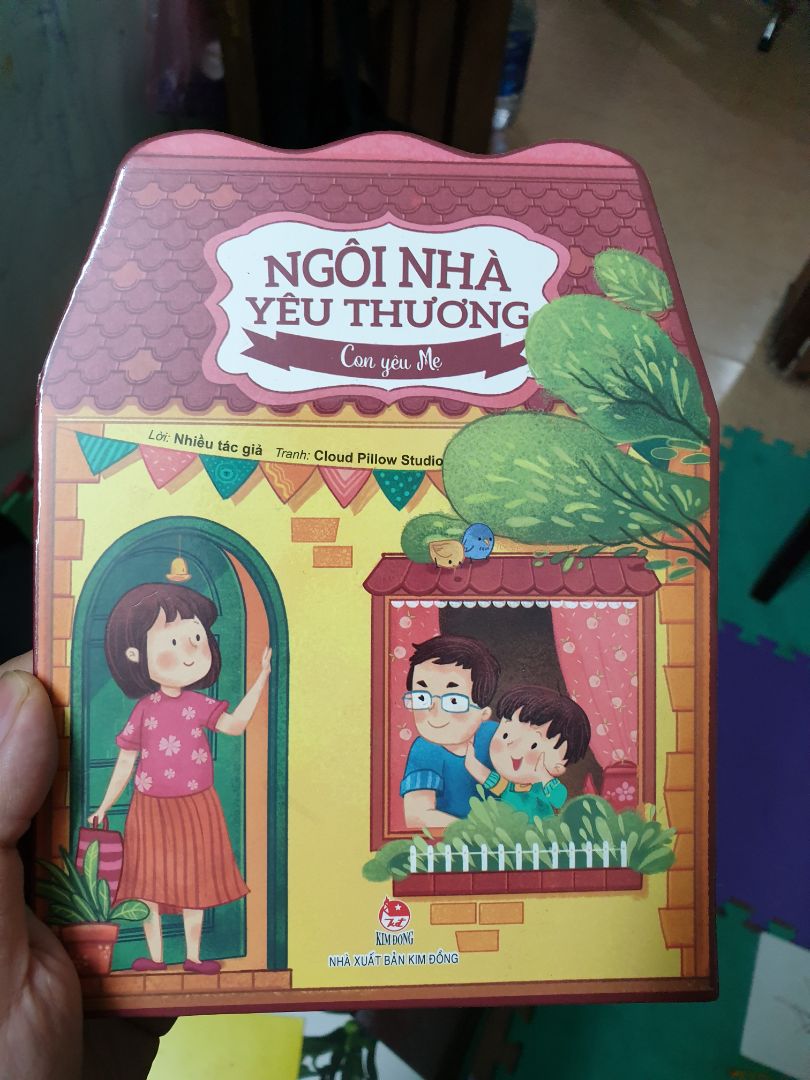 NGÔI NHÀ
YÊU THƯƠNG
Con yêu Mẹ
Lời: Nhiều tác giả Tranh: Cloud Pillow Studio
KIM ĐỒNG
NHÀ XUẤT BẢN KIM ĐỒNG